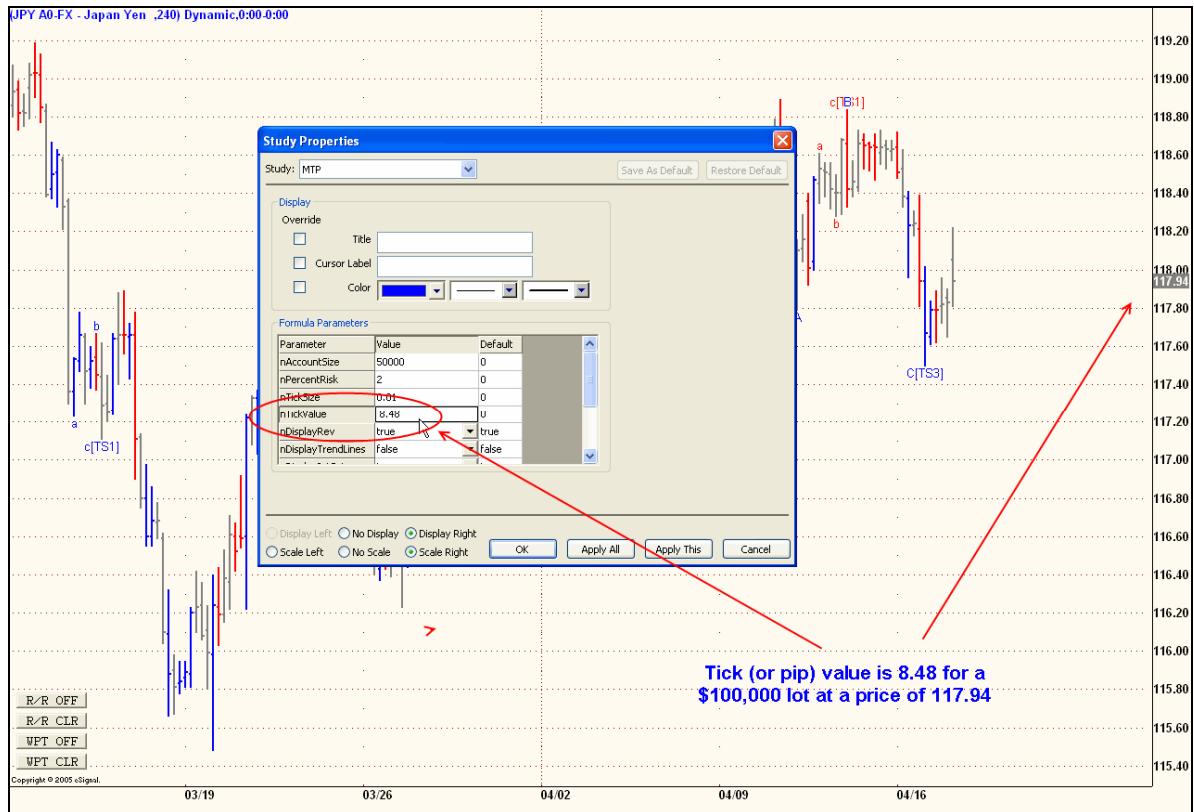 (JPY A0-FX - Japan Yen ,240) Dynamic,0:00-0:00
119.20
119.00
118.80
118.60
118.40
118.20
118.00
117.94
117.80
117.60
117.40
117.20
117.00
116.80
116.60
116.40
116.20
116.00
115.80
115.60
115.40
Study Properties
Study: MTP
Save As Default Restore Default
Display
Override
Title
Cursor Label
Color
Formula Parameters
Parameter Value Default
nAccountSize 50000 0
nPercentRisk 2 0
nTickSize 0.01 0
nTickValue 8.48 0
nDisplayRev true true
nDisplayTrendLines false false
Display Left No Display Display Right
Scale Left No Scale Scale Right
OK Apply All Apply This Cancel
b
a
c[TS1]
a
b
A
C[TS3]
Tick (or pip) value is 8.48 for a
$100,000 lot at a price of 117.94
R/R OFF
R/R CLR
WPT OFF
WPT CLR
Copyright © 2005 eSignal.
03/19 03/26 04/02 04/09 04/16